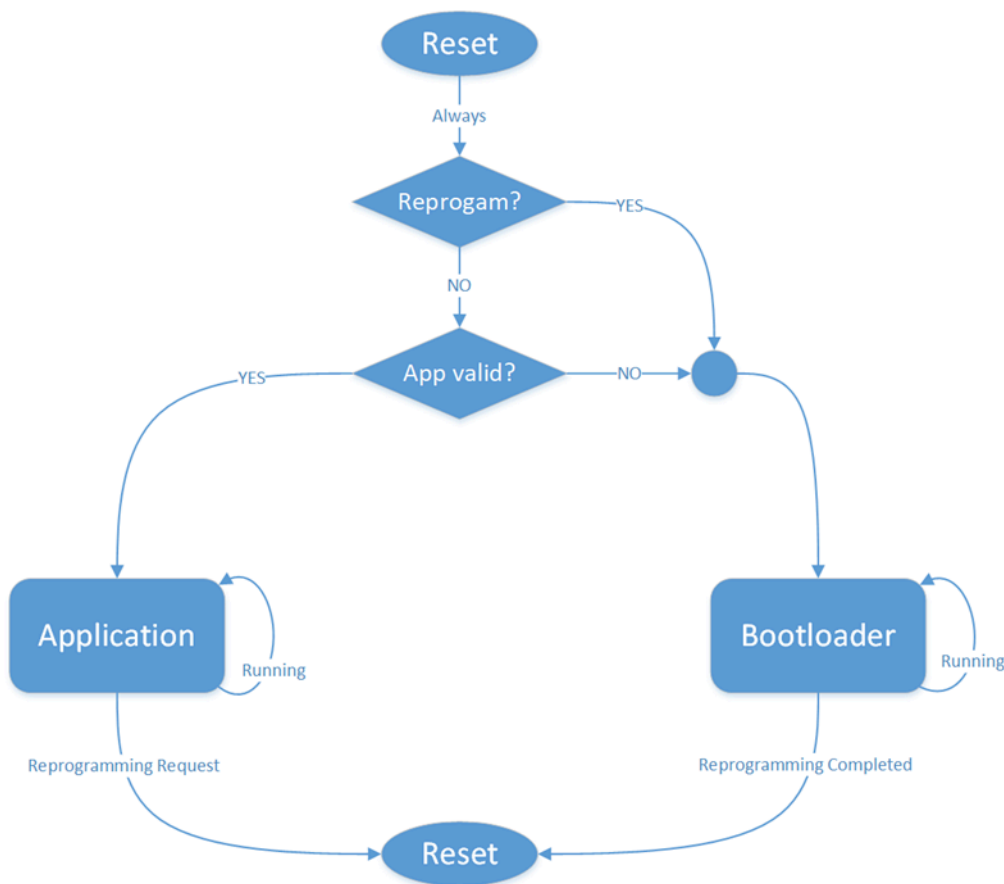 Reset
Always
Reprogam?
YES
NO
App valid?
YES
NO
Application
Running
Bootloader
Running
Reprogramming Request
Reprogramming Completed
Reset